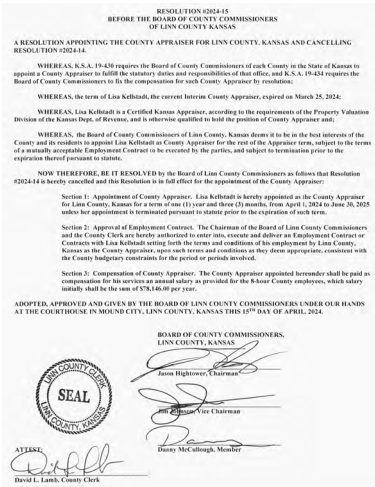 RESOLUTION #2024-15
BEFORE THE BOARD OF COUNTY COMMISSIONERS
OF LINN COUNTY KANSAS
A RESOLUTION APPOINTING THE COUNTY APPRAISER FOR LINN COUNTY, KANSAS AND CANCELLING
RESOLUTION #2024-14.
WHEREAS, K.S.A. 19-430 requires the Board of County Commissioners of each County in the State of Kansas to
appoint a County Appraiser to fulfill the statutory duties and responsibilities of that office, and K.S.A. 19-434 requires the
Board of County Commissioners to fix the compensation for such County Appraiser by resolution;
WHEREAS, the term of Lisa Kellstadt, the current Interim County Appraiser, expired on March 25, 2024;
WHEREAS, Lisa Kellstadt is a Certified Kansas Appraiser, according to the requirements of the Property Valuation
Division of the Kansas Dept. of Revenue, and is otherwise qualified to hold the position of County Appraiser and;
WHEREAS, the Board of County Commissioners of Linn County, Kansas deems it to be in the best interests of the
County and its residents to appoint Lisa Kellstadt as County Appraiser for the rest of the Appraiser term, subject to the terms
of a mutually acceptable Employment Contract to be executed by the parties, and subject to termination prior to the
expiration thereof pursuant to statute.
NOW THEREFORE, BE IT RESOLVED by the Board of Linn County Commissioners as follows that Resolution
#2024-14 is hereby cancelled and this Resolution is in full effect for the appointment of the County Appraiser:
Section 1: Appointment of County Appraiser. Lisa Kellstadt is hereby appointed as the County Appraiser
for Linn County, Kansas for a term of one (1) year and three (3) months, from April 1, 2024 to June 30, 2025
unless her appointment is terminated pursuant to statute prior to the expiration of such term.
Section 2: Approval of Employment Contract. The Chairman of the Board of Linn County Commissioners
and the County Clerk are hereby authorized to enter into, execute and deliver an Employment Contract or
Contracts with Lisa Kellstadt setting forth the terms and conditions of his employment by Linn County,
Kansas as the County Appraiser, upon such terms and conditions as they deem appropriate, consistent with
the County budgetary constraints for the period or periods involved.
Section 3: Compensation of County Appraiser. The County Appraiser appointed hereunder shall be paid as
compensation for his services an annual salary as provided for the 8-hour County employees, which salary
initially shall be the sum of $78,146.00 per year.
ADOPTED, APPROVED AND GIVEN BY THE BOARD OF LINN COUNTY COMMISSIONERS UNDER OUR HANDS
AT THE COURTHOUSE IN MOUND CITY, LINN COUNTY, KANSAS THIS 15TH DAY OF APRIL, 2024.
BOARD OF COUNTY COMMISSIONERS,
LINN COUNTY, KANSAS
Jason Hightower, Chairman
LINN COUNTY CLERK
SEAL
LINN COUNTY, KANSAS
Jim Johnson, Vice Chairman
Danny McCullough, Member
ATTEST:
David L. Lamb, County Clerk